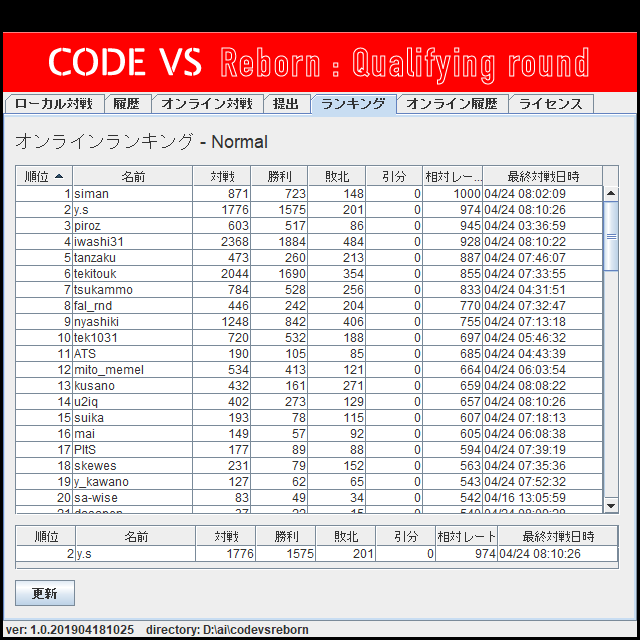 CODE VS Reborn : Qualifying round
ローカル対戦 履歴 オンライン対戦 提出 ランキング オンライン履歴 ライセンス
オンラインランキング - Normal
順位 名前 対戦 勝利 敗北 引分 相対レー... 最終対戦日時
1 siman 871 723 148 0 1000 04/24 08:02:09
2 y.s 1776 1575 201 0 974 04/24 08:10:26
3 piroz 603 517 86 0 945 04/24 03:36:59
4 iwashi31 2368 1884 484 0 928 04/24 08:10:22
5 tanzaku 473 260 213 0 887 04/24 07:46:07
6 tekitouk 2044 1690 354 0 855 04/24 07:33:55
7 tsukammo 784 528 256 0 833 04/24 04:31:51
8 fal_rnd 446 242 204 0 770 04/24 07:32:47
9 nyashiki 1248 842 406 0 755 04/24 07:13:18
10 tek1031 720 532 188 0 697 04/24 05:46:32
11 ATS 190 105 85 0 685 04/24 04:43:39
12 mito_memel 534 413 121 0 664 04/24 06:03:54
13 kusano 432 161 271 0 659 04/24 08:08:22
14 u2iq 402 273 129 0 657 04/24 08:10:26
15 suika 193 78 115 0 607 04/24 07:18:13
16 mai 149 57 92 0 605 04/24 06:08:38
17 PltS 177 89 88 0 594 04/24 07:39:19
18 skewes 231 79 152 0 563 04/24 07:35:36
19 y_kawano 127 62 65 0 543 04/24 07:52:32
20 sa-wise 83 49 34 0 542 04/16 13:05:59
順位 名前 対戦 勝利 敗北 引分 相対レート 最終対戦日時
2 y.s 1776 1575 201 0 974 04/24 08:10:26
更新
ver: 1.0.201904181025 directory: D:\ai\codevsreborn